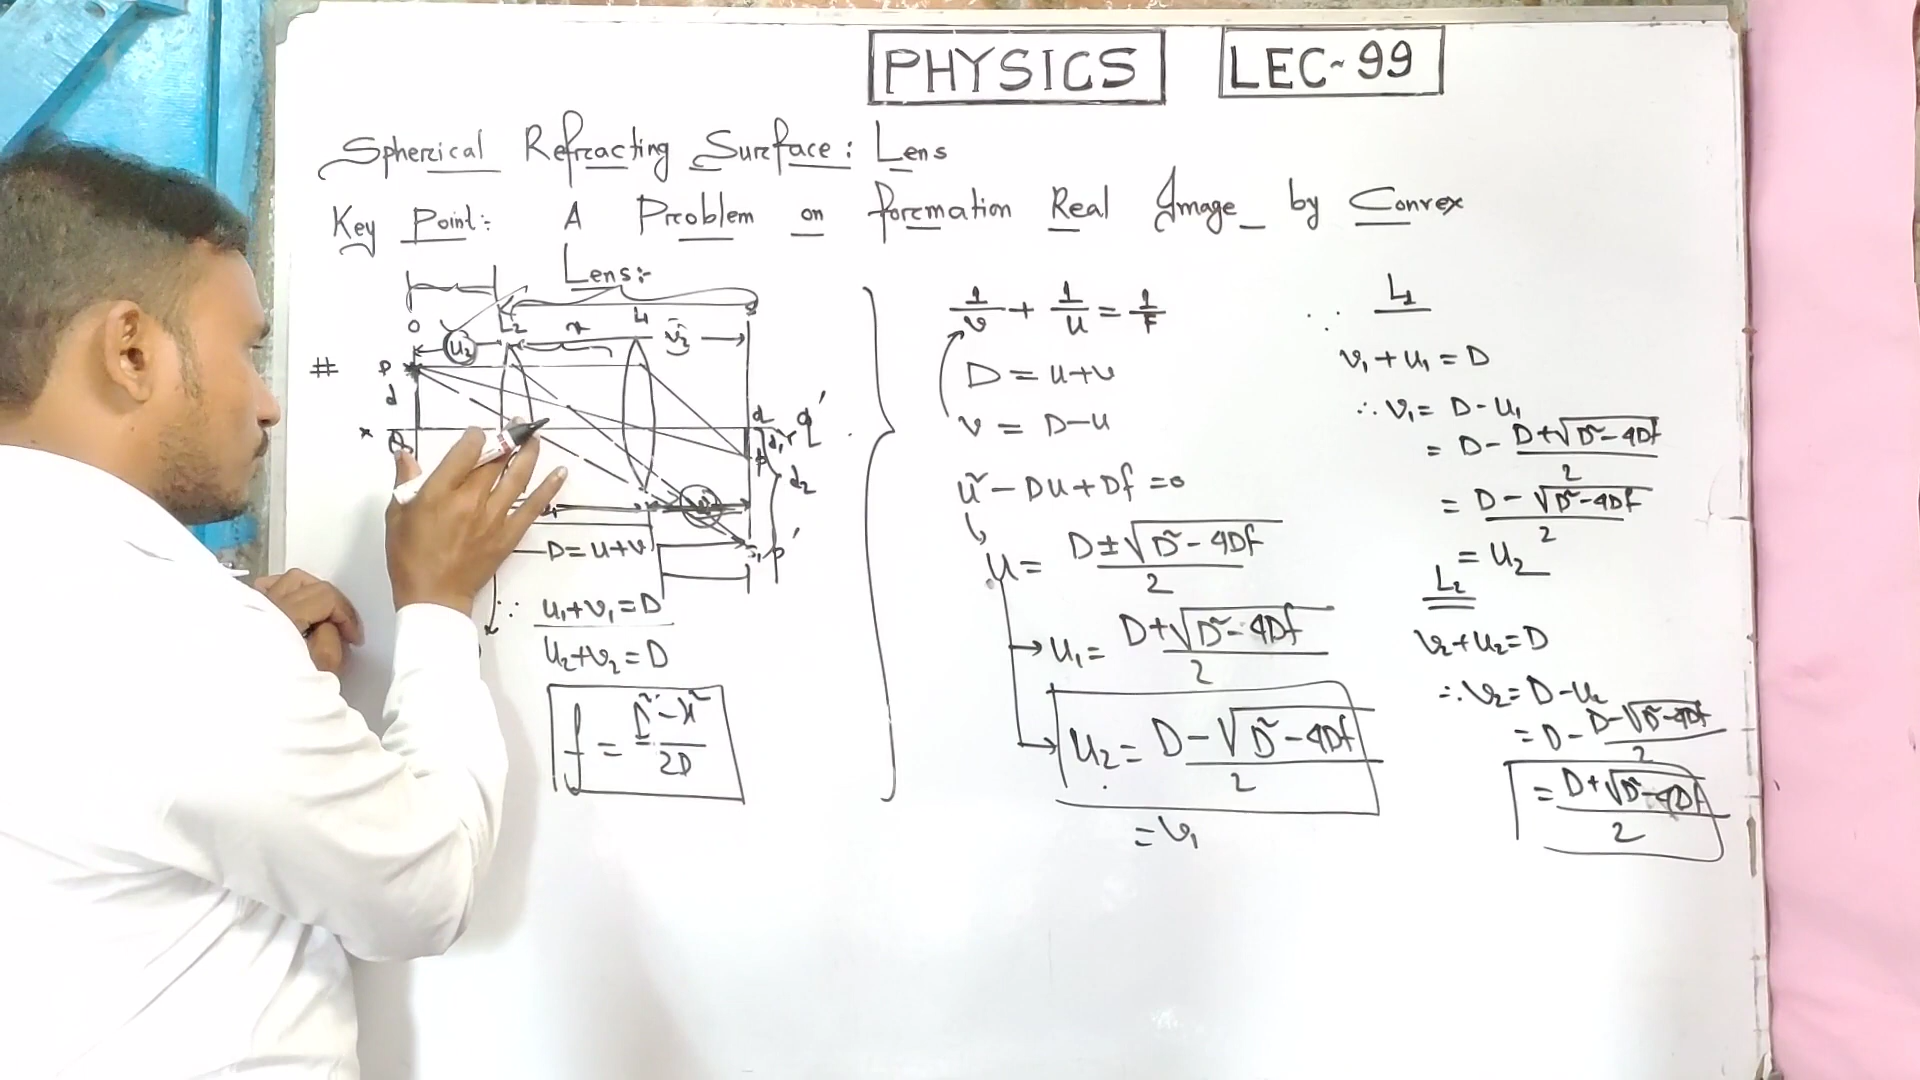 PHYSICS
LEC-99
Spherical Refracting Surface: Lens
Key Point:- A Problem on formation Real Image by Convex
Lens:-
#
O
L2
x
L1
u2
P
d
D = u+v
∴ u1+v1=D
u2+v2=D
f = D²-x² / 2D
1/v + 1/u = 1/f
D = u+v
v = D-u
u² - Du + Df = 0
u = D±√D²-4Df / 2
u1 = D+√D²-4Df / 2
u2 = D-√D²-4Df / 2
= v1
∴ L1
v1+u1 = D
∴ v1 = D-u1
= D - D+√D²-4Df / 2
= D-√D²-4Df / 2
= u2
L2
v2+u2=D
∴ v2 = D-u2
= D - D-√D²-4Df / 2
= D+√D²-4Df / 2